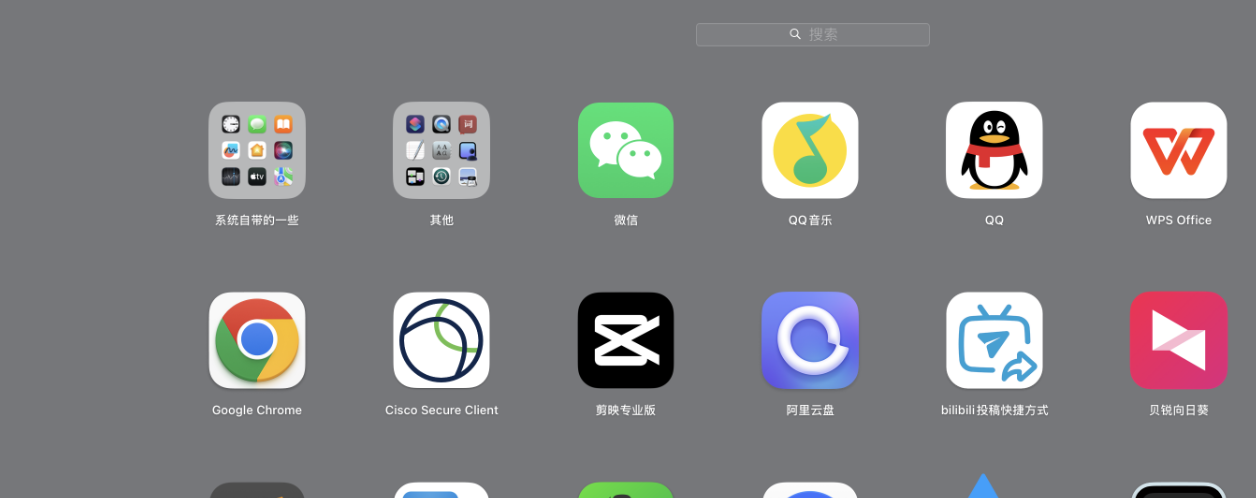 搜索
系统自带的一些
其他
微信
QQ音乐
QQ
WPS Office
Google Chrome
Cisco Secure Client
剪映专业版
阿里云盘
bilibili投稿快捷方式
贝锐向日葵